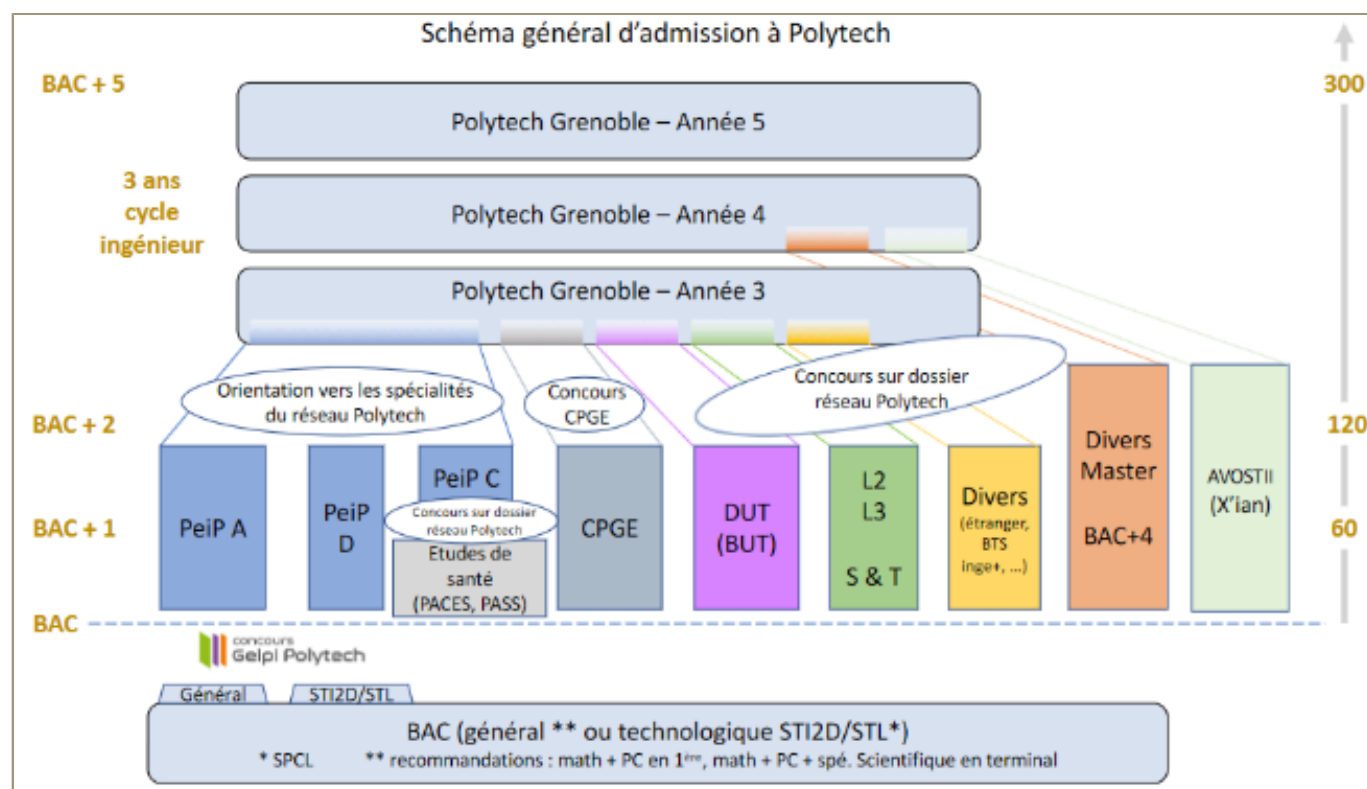 Schéma général d'admission à Polytech
BAC + 5
300
Polytech Grenoble – Année 5
3 ans
cycle
ingénieur
Polytech Grenoble – Année 4
Polytech Grenoble – Année 3
Orientation vers les spécialités
du réseau Polytech
Concours
CPGE
Concours sur dossier
réseau Polytech
BAC + 2
120
BAC + 1
60
PeiP A
PeiP
D
PeiP C
Concours sur dossier
réseau Polytech
Etudes de
santé
(PACES, PASS)
CPGE
DUT
(BUT)
L2
L3
S & T
Divers
(étranger,
BTS
inge+, ...)
Divers
Master
BAC+4
AVOSTII
(X'ian)
BAC
concours
Geipi Polytech
Général
STI2D/STL
BAC (général ** ou technologique STI2D/STL*)
* SPCL ** recommandations : math + PC en 1ère, math + PC + spé. Scientifique en terminal